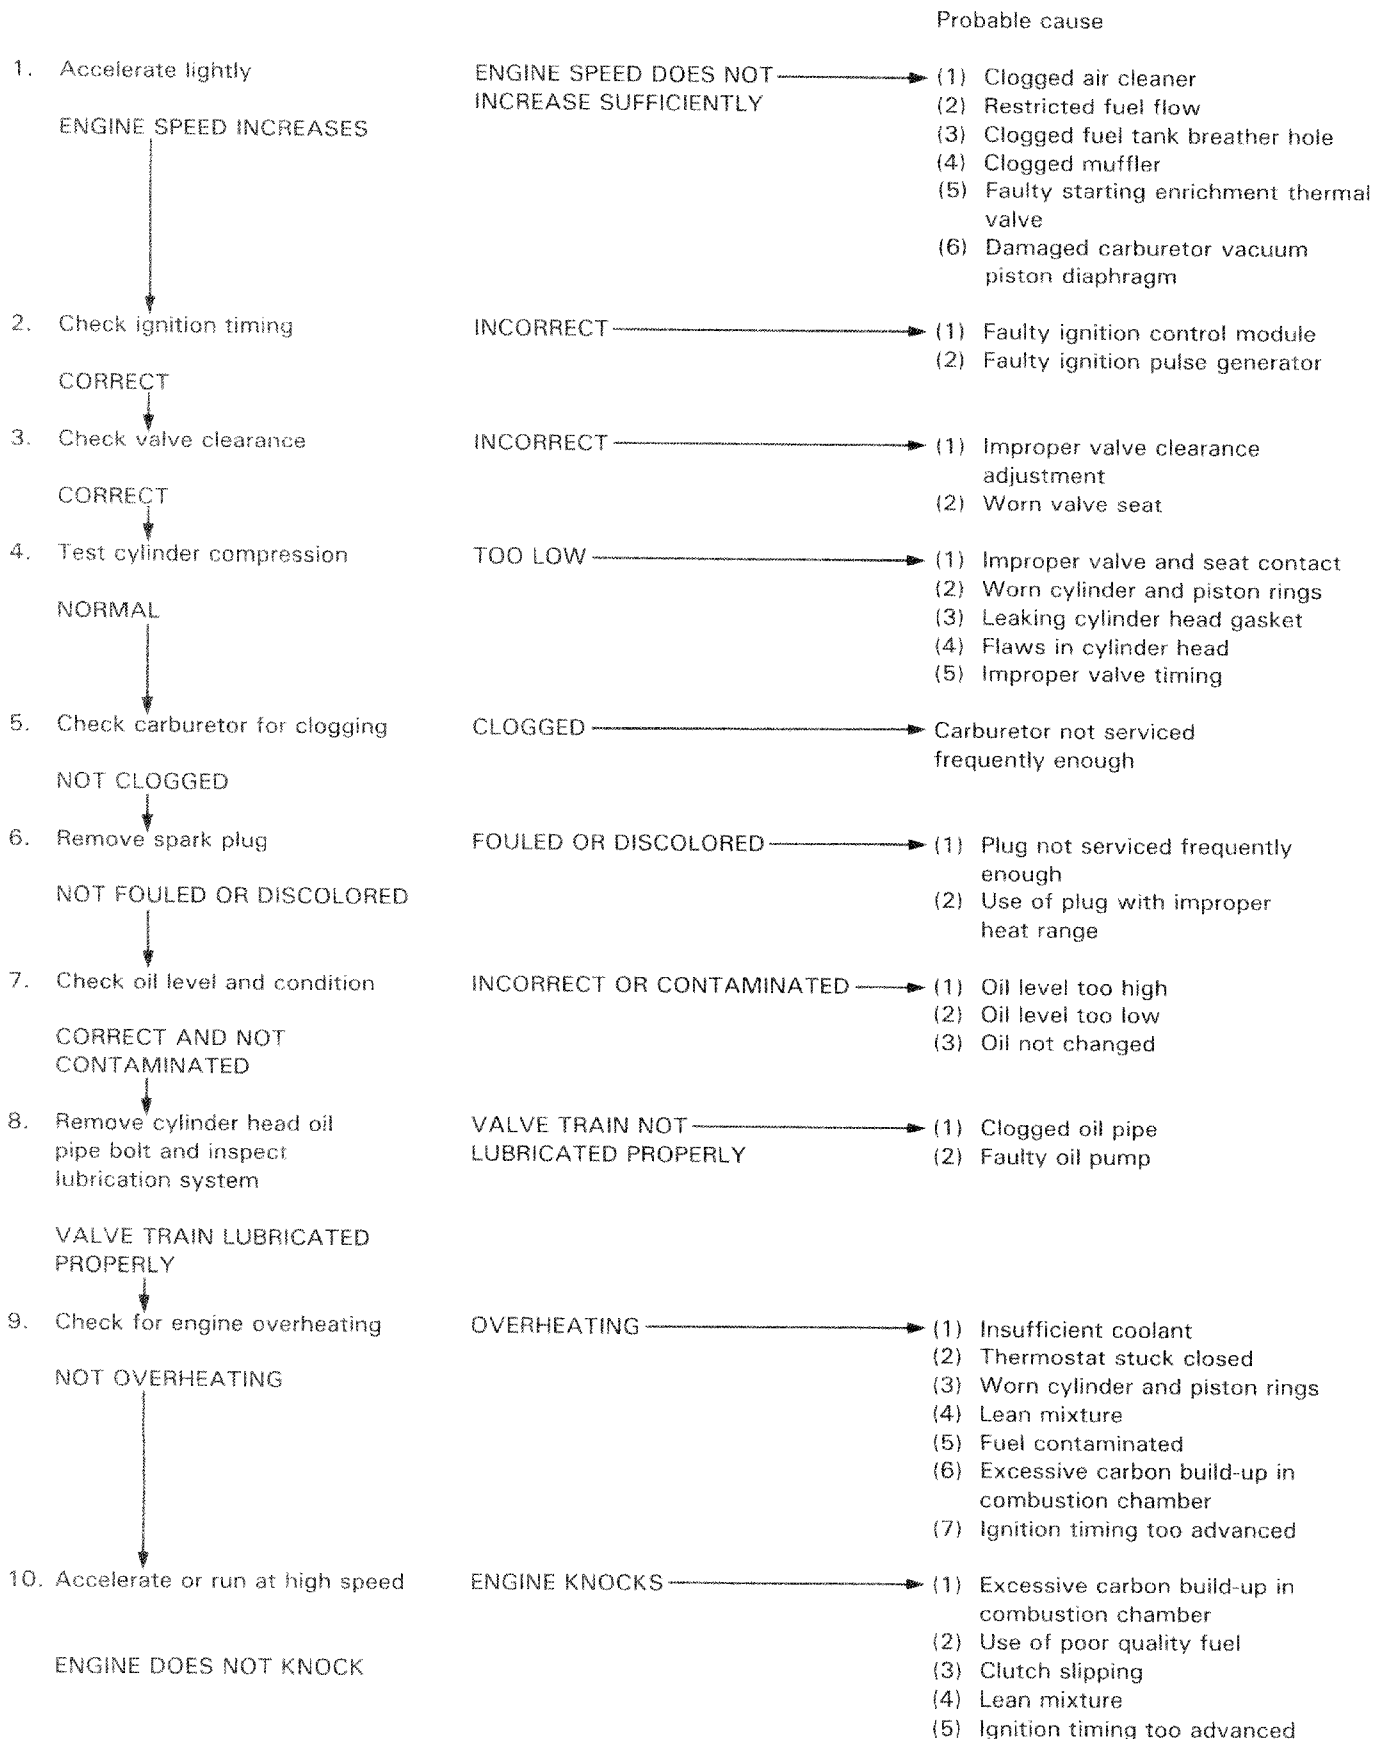 Probable cause
1. Accelerate lightly
ENGINE SPEED INCREASES
ENGINE SPEED DOES NOT
INCREASE SUFFICIENTLY
(1) Clogged air cleaner
(2) Restricted fuel flow
(3) Clogged fuel tank breather hole
(4) Clogged muffler
(5) Faulty starting enrichment thermal
valve
(6) Damaged carburetor vacuum
piston diaphragm
2. Check ignition timing
CORRECT
INCORRECT
(1) Faulty ignition control module
(2) Faulty ignition pulse generator
3. Check valve clearance
CORRECT
INCORRECT
(1) Improper valve clearance
adjustment
(2) Worn valve seat
4. Test cylinder compression
NORMAL
TOO LOW
(1) Improper valve and seat contact
(2) Worn cylinder and piston rings
(3) Leaking cylinder head gasket
(4) Flaws in cylinder head
(5) Improper valve timing
5. Check carburetor for clogging
NOT CLOGGED
CLOGGED
Carburetor not serviced
frequently enough
6. Remove spark plug
NOT FOULED OR DISCOLORED
FOULED OR DISCOLORED
(1) Plug not serviced frequently
enough
(2) Use of plug with improper
heat range
7. Check oil level and condition
CORRECT AND NOT
CONTAMINATED
INCORRECT OR CONTAMINATED
(1) Oil level too high
(2) Oil level too low
(3) Oil not changed
8. Remove cylinder head oil
pipe bolt and inspect
lubrication system
VALVE TRAIN LUBRICATED
PROPERLY
VALVE TRAIN NOT
LUBRICATED PROPERLY
(1) Clogged oil pipe
(2) Faulty oil pump
9. Check for engine overheating
NOT OVERHEATING
OVERHEATING
(1) Insufficient coolant
(2) Thermostat stuck closed
(3) Worn cylinder and piston rings
(4) Lean mixture
(5) Fuel contaminated
(6) Excessive carbon build-up in
combustion chamber
(7) Ignition timing too advanced
10. Accelerate or run at high speed
ENGINE DOES NOT KNOCK
ENGINE KNOCKS
(1) Excessive carbon build-up in
combustion chamber
(2) Use of poor quality fuel
(3) Clutch slipping
(4) Lean mixture
(5) Ignition timing too advanced